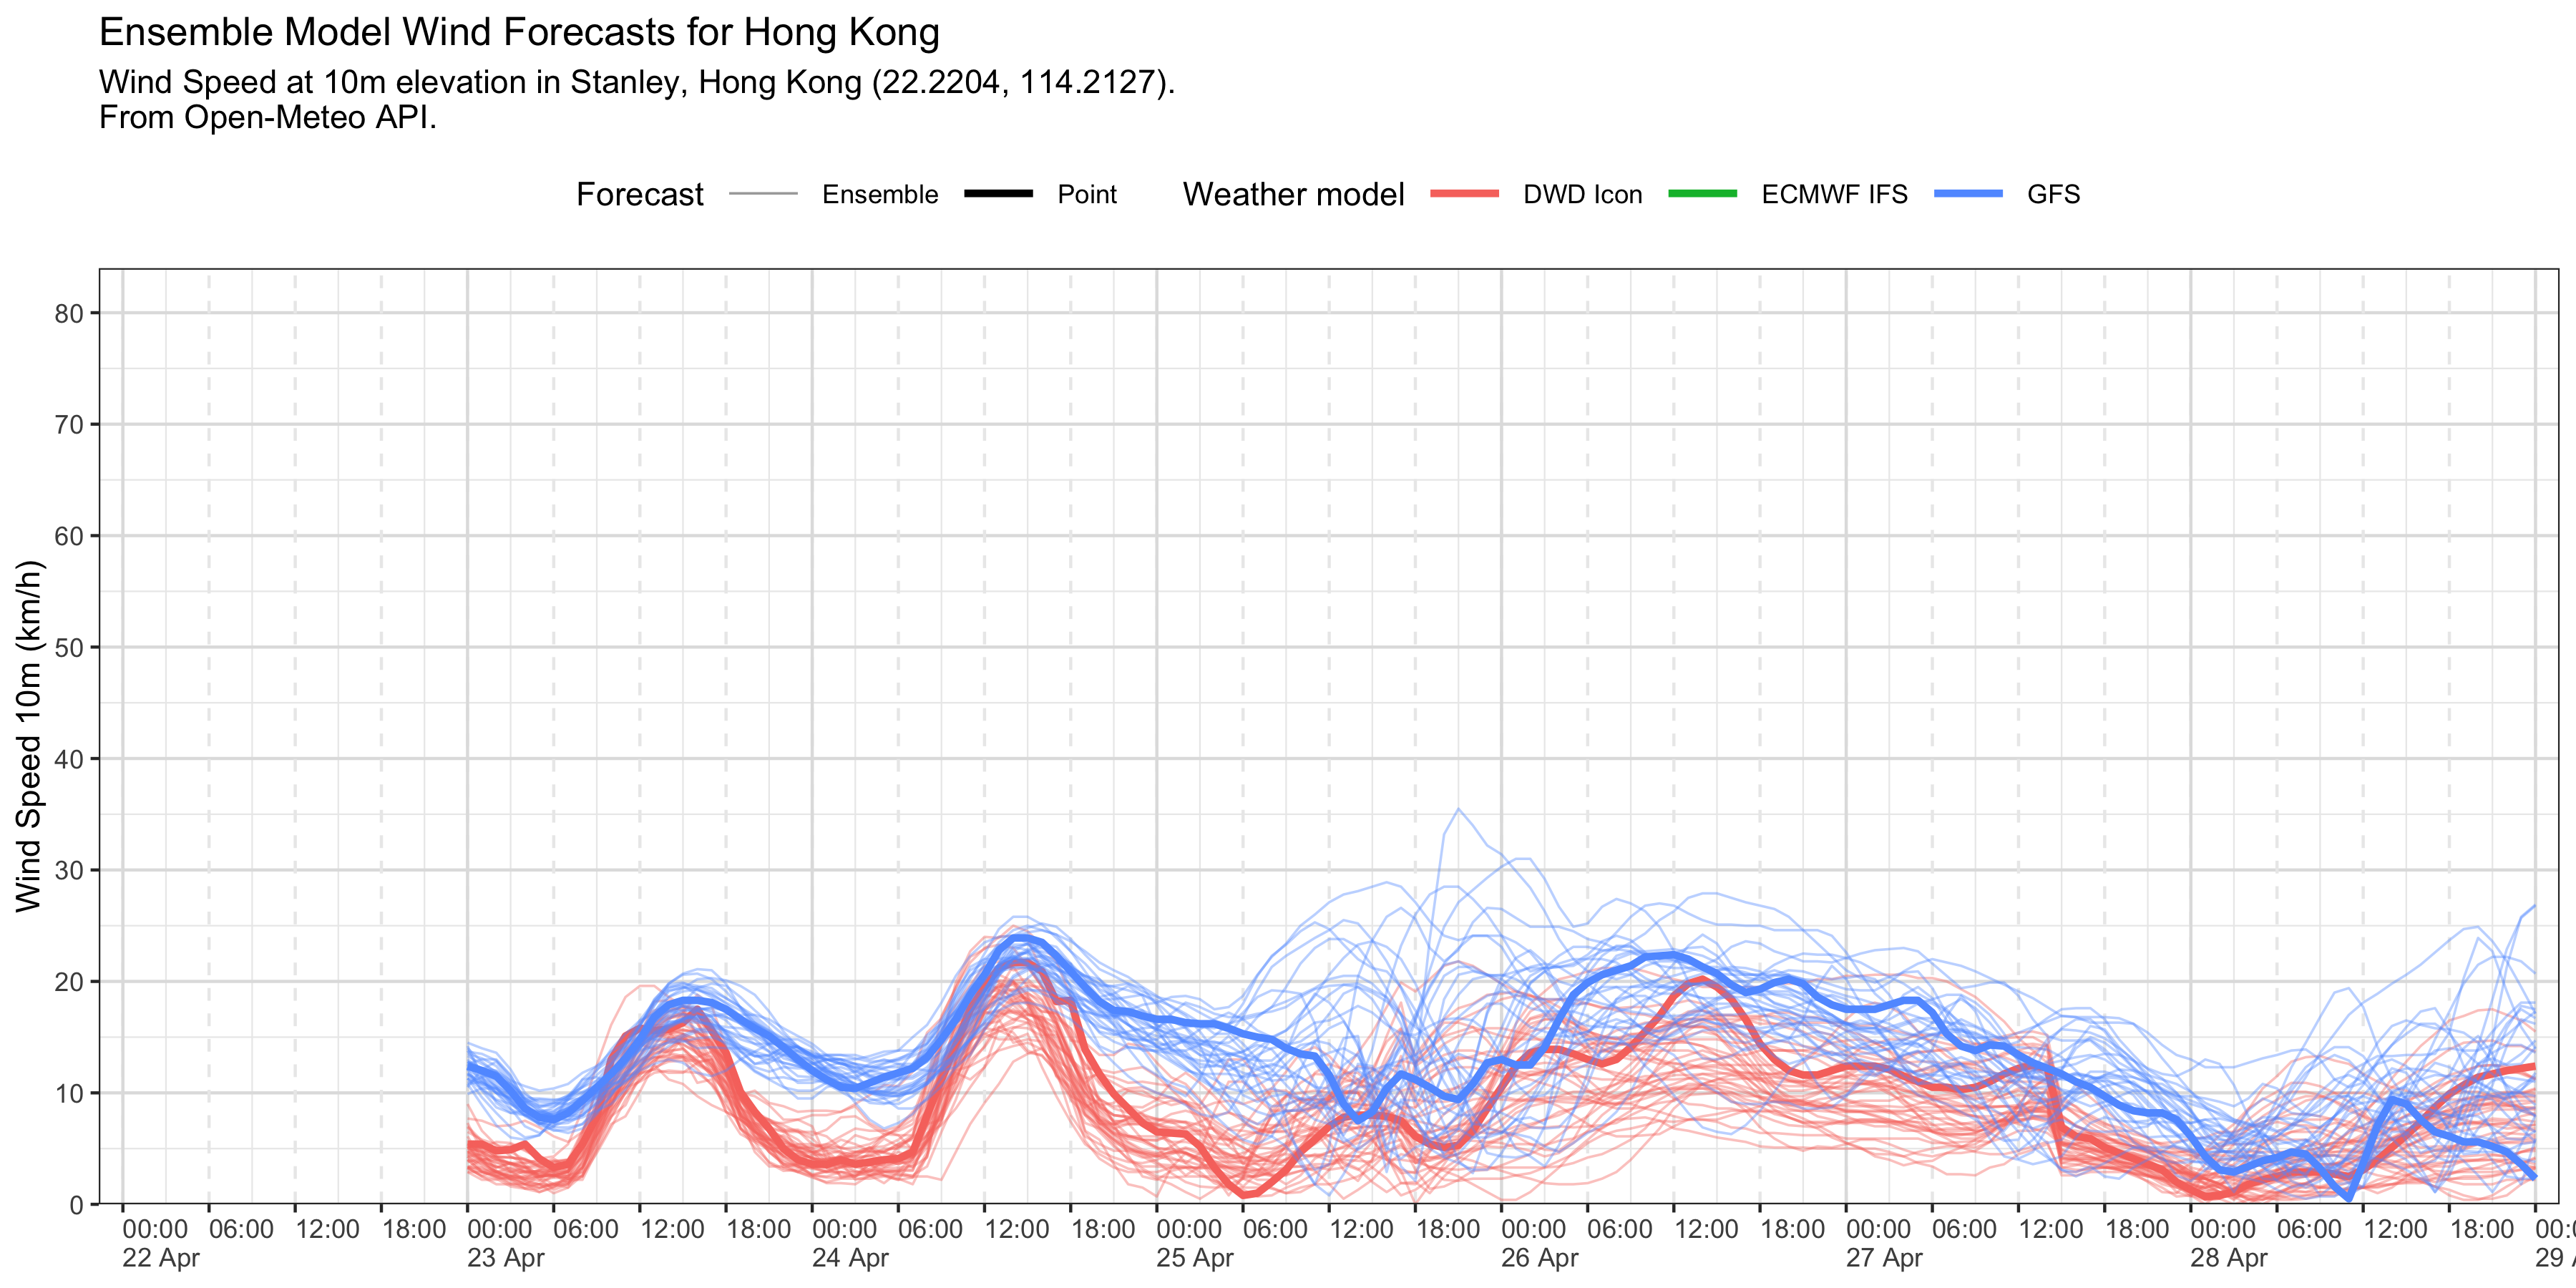 Ensemble Model Wind Forecasts for Hong Kong
Wind Speed at 10m elevation in Stanley, Hong Kong (22.2204, 114.2127).
From Open-Meteo API.
Forecast Ensemble Point Weather model DWD Icon ECMWF IFS GFS
Wind Speed 10m (km/h)
80
70
60
50
40
30
20
10
0
00:00 06:00 12:00 18:00 00:00 06:00 12:00 18:00 00:00 06:00 12:00 18:00 00:00 06:00 12:00 18:00 00:00 06:00 12:00 18:00 00:00 06:00 12:00 18:00 00:00 06:00 12:00 18:00
22 Apr 23 Apr 24 Apr 25 Apr 26 Apr 27 Apr 28 Apr 29